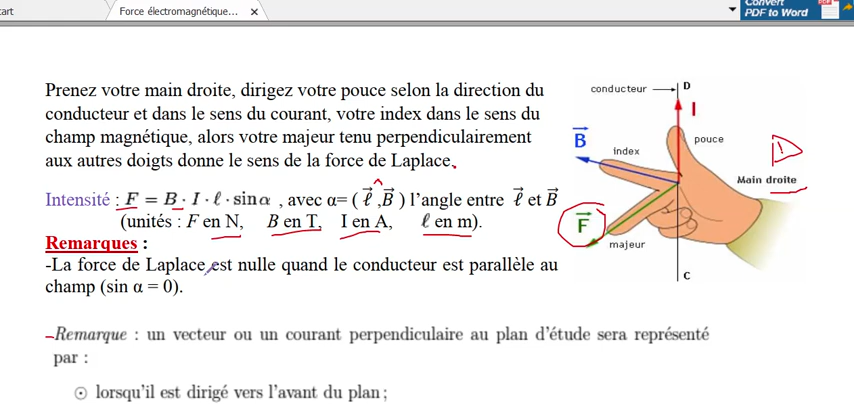 art
Force électromagnétique...
Convert
PDF to Word
PDF
Prenez votre main droite, dirigez votre pouce selon la direction du
conducteur et dans le sens du courant, votre index dans le sens du
champ magnétique, alors votre majeur tenu perpendiculairement
aux autres doigts donne le sens de la force de Laplace.
Intensité : F = B · I · ℓ · sinα , avec α= ( ℓ⃗ ,B⃗ ) l'angle entre ℓ⃗ et B⃗
(unités : F en N, B en T, I en A, ℓ en m).
Remarques :
-La force de Laplace est nulle quand le conducteur est parallèle au
champ (sin α = 0).
-Remarque : un vecteur ou un courant perpendiculaire au plan d'étude sera représenté
par :
⊙ lorsqu'il est dirigé vers l'avant du plan ;
conducteur
D
I
B⃗
index
pouce
Main droite
F⃗
majeur
C